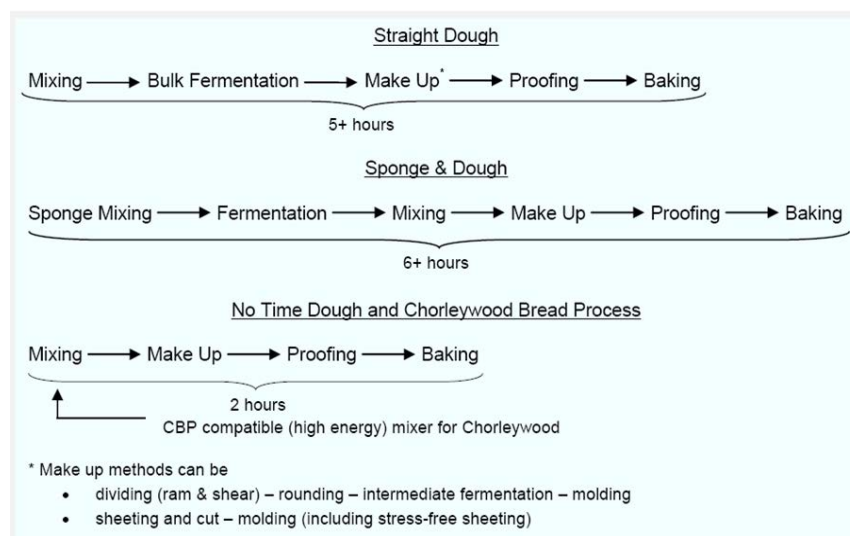 Straight Dough
Mixing → Bulk Fermentation → Make Up* → Proofing → Baking
5+ hours
Sponge & Dough
Sponge Mixing → Fermentation → Mixing → Make Up → Proofing → Baking
6+ hours
No Time Dough and Chorleywood Bread Process
Mixing → Make Up → Proofing → Baking
2 hours
CBP compatible (high energy) mixer for Chorleywood
* Make up methods can be
• dividing (ram & shear) – rounding – intermediate fermentation – molding
• sheeting and cut – molding (including stress-free sheeting)